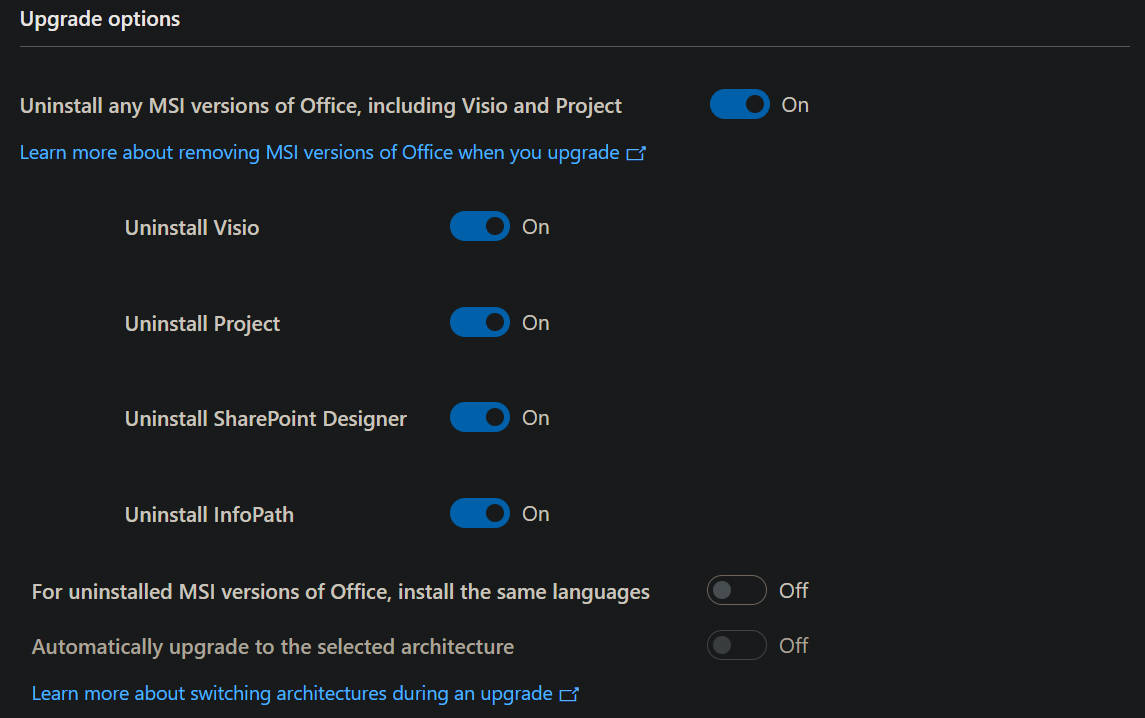 Upgrade options
Uninstall any MSI versions of Office, including Visio and Project
On
Learn more about removing MSI versions of Office when you upgrade
Uninstall Visio
On
Uninstall Project
On
Uninstall SharePoint Designer
On
Uninstall InfoPath
On
For uninstalled MSI versions of Office, install the same languages
Off
Automatically upgrade to the selected architecture
Off
Learn more about switching architectures during an upgrade